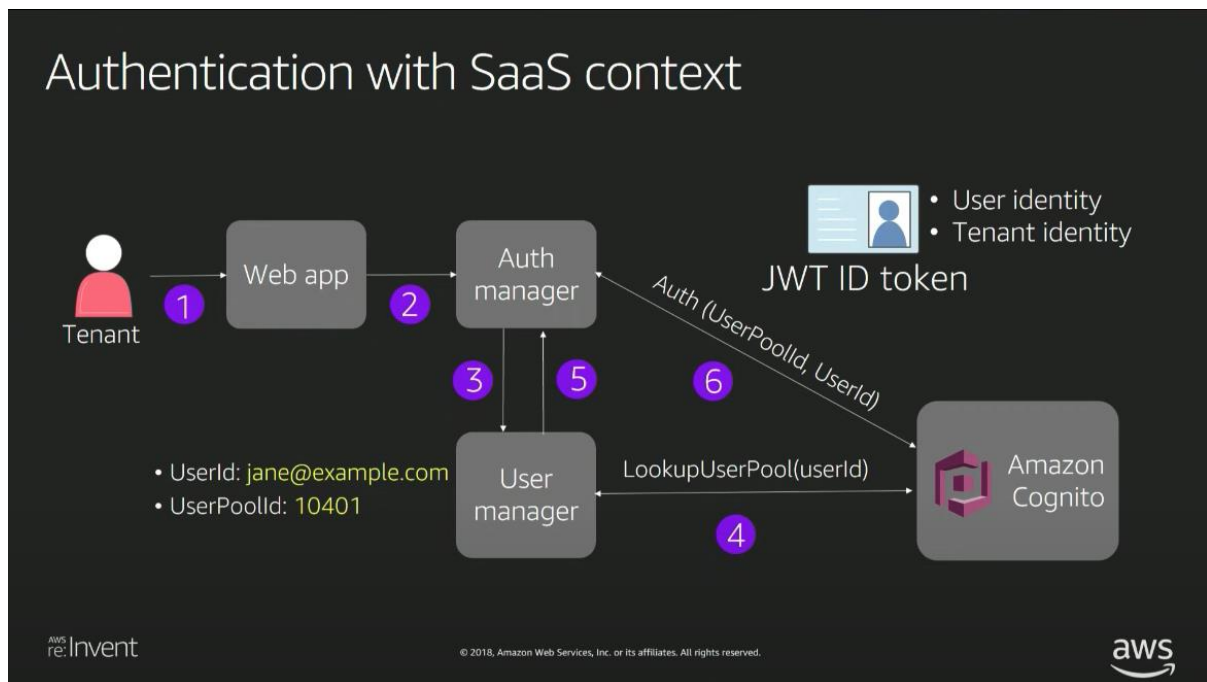 Authentication with SaaS context
• User identity
• Tenant identity
JWT ID token
Tenant
1
Web app
2
Auth
manager
3
5
Auth (UserPoolId, UserId)
6
• UserId: jane@example.com
• UserPoolId: 10401
User
manager
LookupUserPool(userId)
4
Amazon
Cognito
AWS
re:Invent
© 2018, Amazon Web Services, Inc. or its affiliates. All rights reserved.
aws